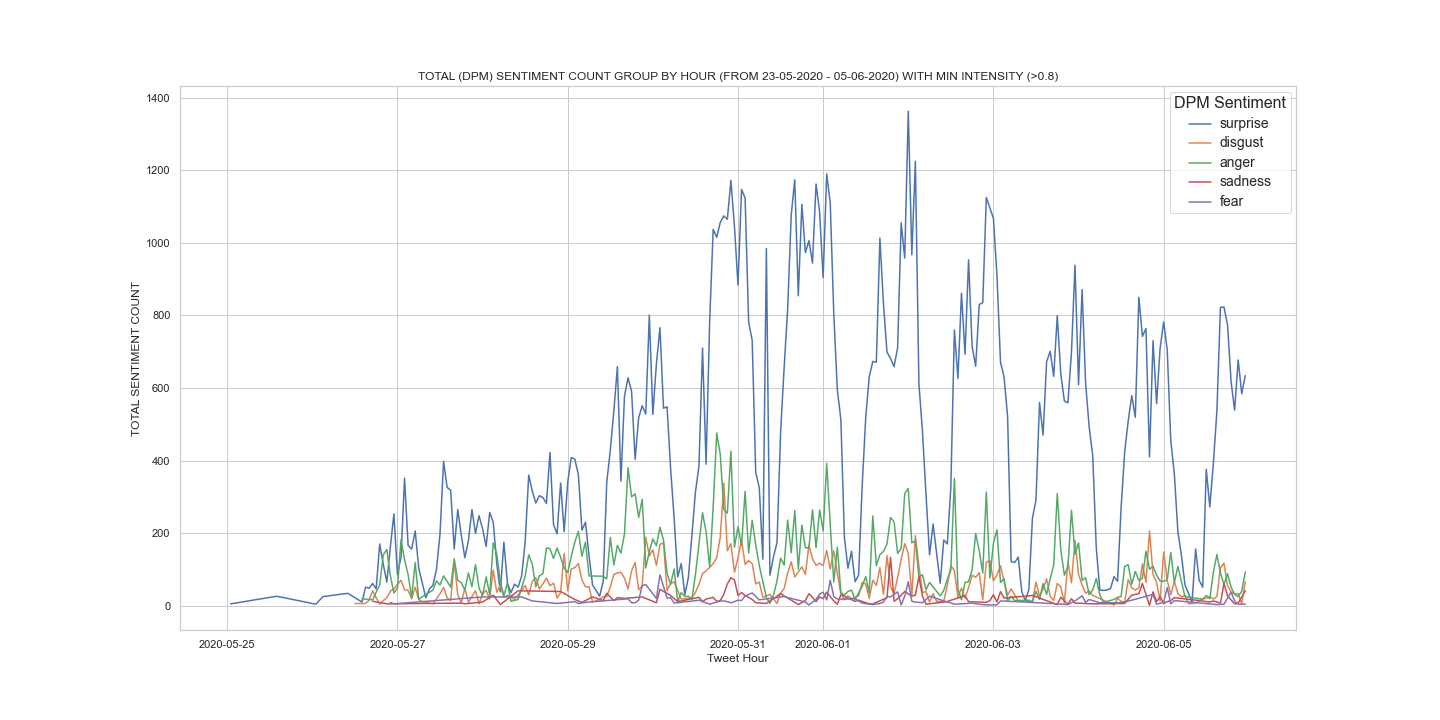 TOTAL (DPM) SENTIMENT COUNT GROUP BY HOUR (FROM 23-05-2020 - 05-06-2020) WITH MIN INTENSITY (>0.8)
DPM Sentiment
surprise
disgust
anger
sadness
fear
TOTAL SENTIMENT COUNT
1400
1200
1000
800
600
400
200
0
2020-05-25 2020-05-27 2020-05-29 2020-05-31 2020-06-01 2020-06-03 2020-06-05
Tweet Hour